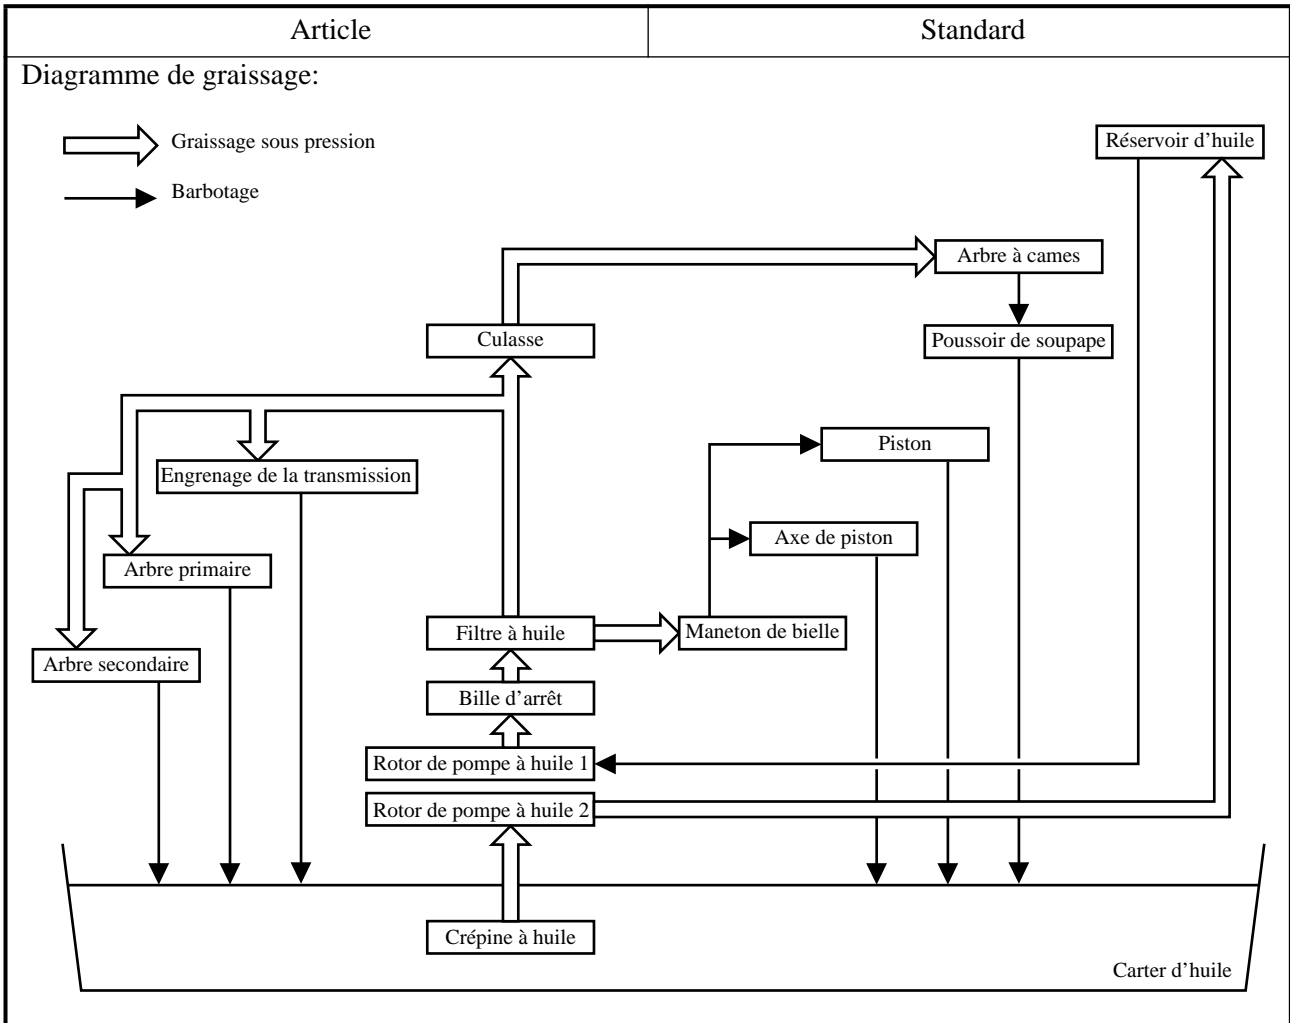 Article
Standard
Diagramme de graissage:
Graissage sous pression
Barbotage
Réservoir d’huile
Arbre à cames
Culasse
Poussoir de soupape
Piston
Engrenage de la transmission
Axe de piston
Arbre primaire
Filtre à huile
Maneton de bielle
Arbre secondaire
Bille d’arrêt
Rotor de pompe à huile 1
Rotor de pompe à huile 2
Crépine à huile
Carter d’huile